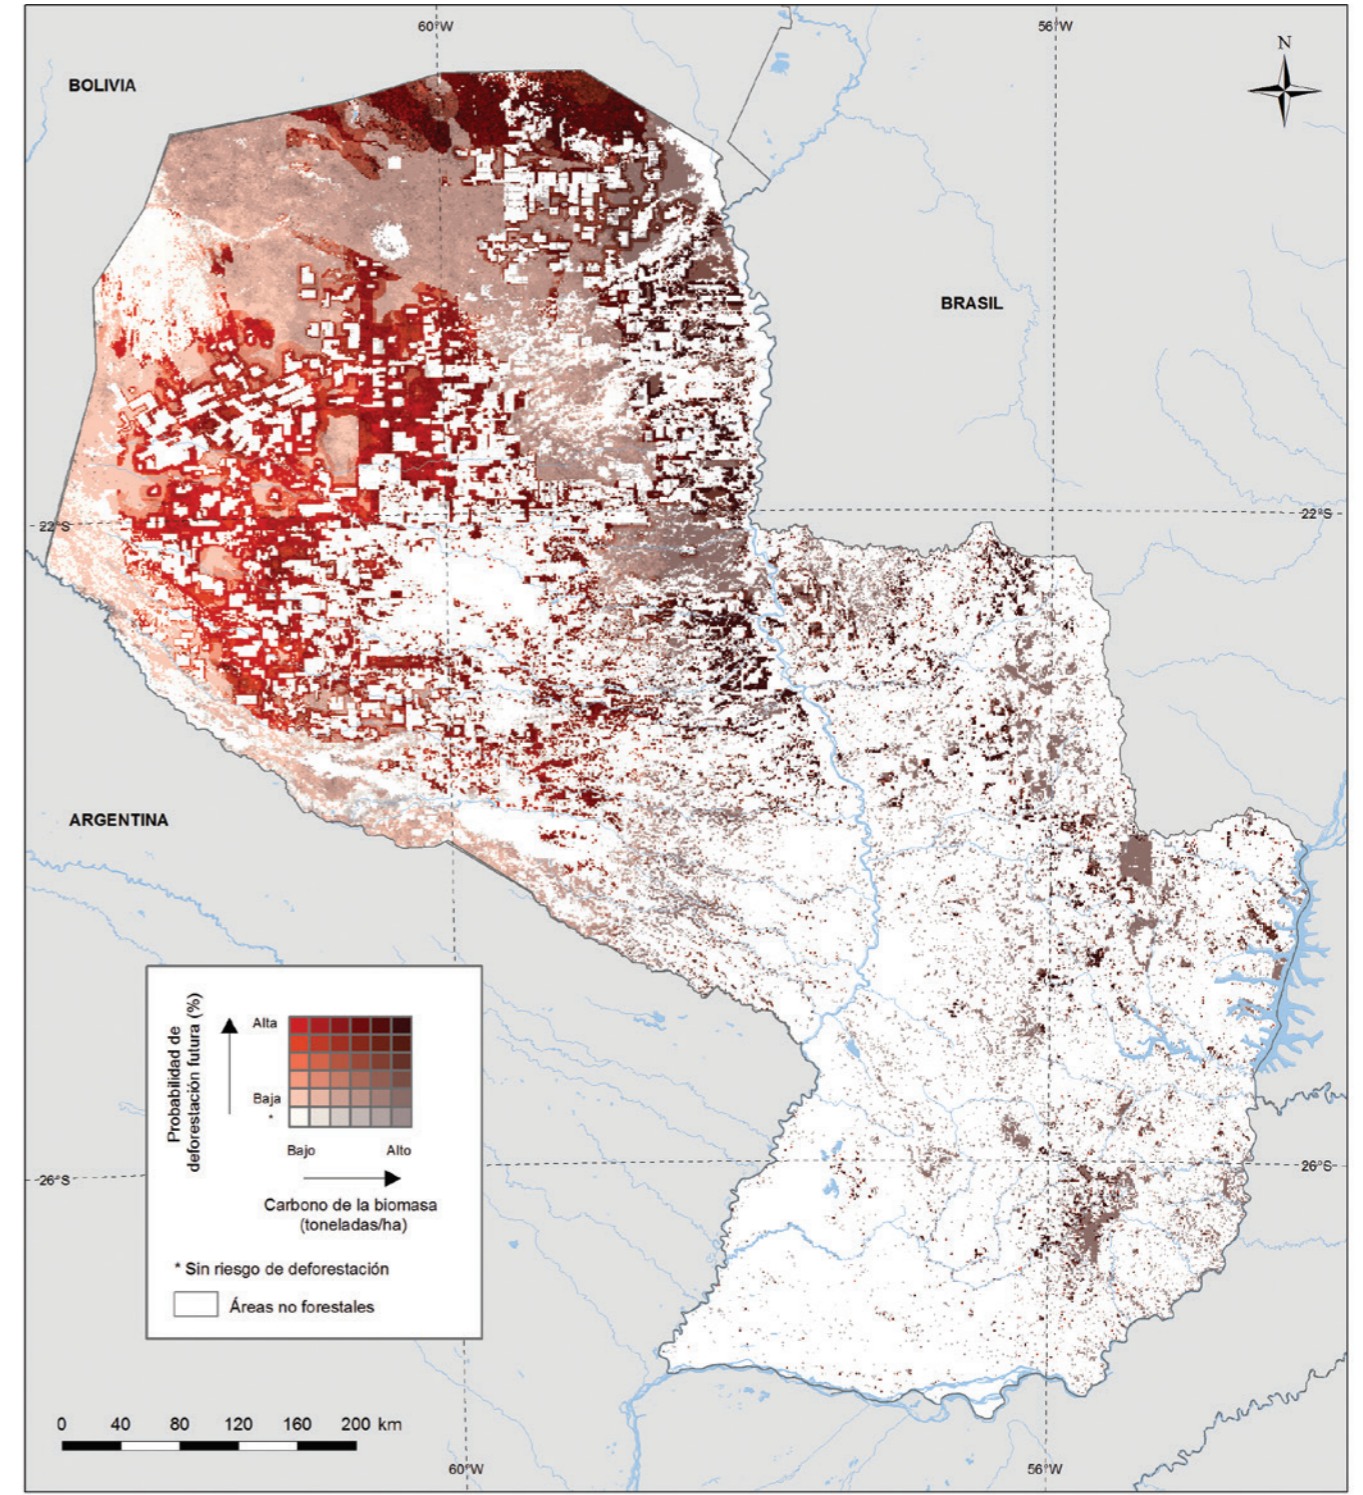 60°W
56°W
N
BOLIVIA
BRASIL
22°S
22°S
ARGENTINA
Probabilidad de
deforestación futura (%)
Alta
Baja
*
Bajo
Alto
Carbono de la biomasa
(toneladas/ha)
* Sin riesgo de deforestación
Áreas no forestales
26°S
26°S
0 40 80 120 160 200 km
60°W
56°W